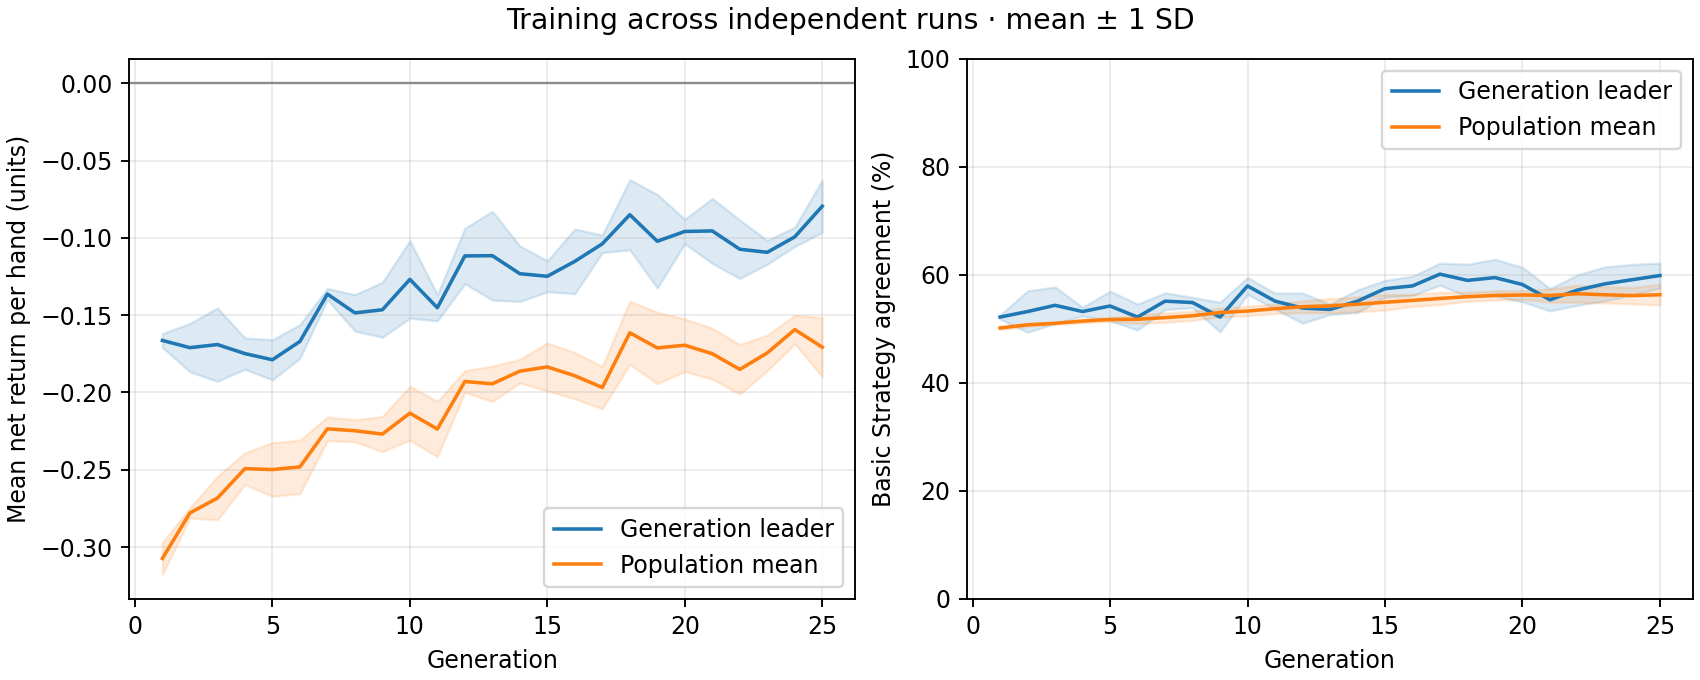 Training across independent runs · mean ± 1 SD
Mean net return per hand (units)
0.00
−0.05
−0.10
−0.15
−0.20
−0.25
−0.30
Generation leader
Population mean
0
5
10
15
20
25
Generation
Basic Strategy agreement (%)
100
80
60
40
20
0
Generation leader
Population mean
0
5
10
15
20
25
Generation